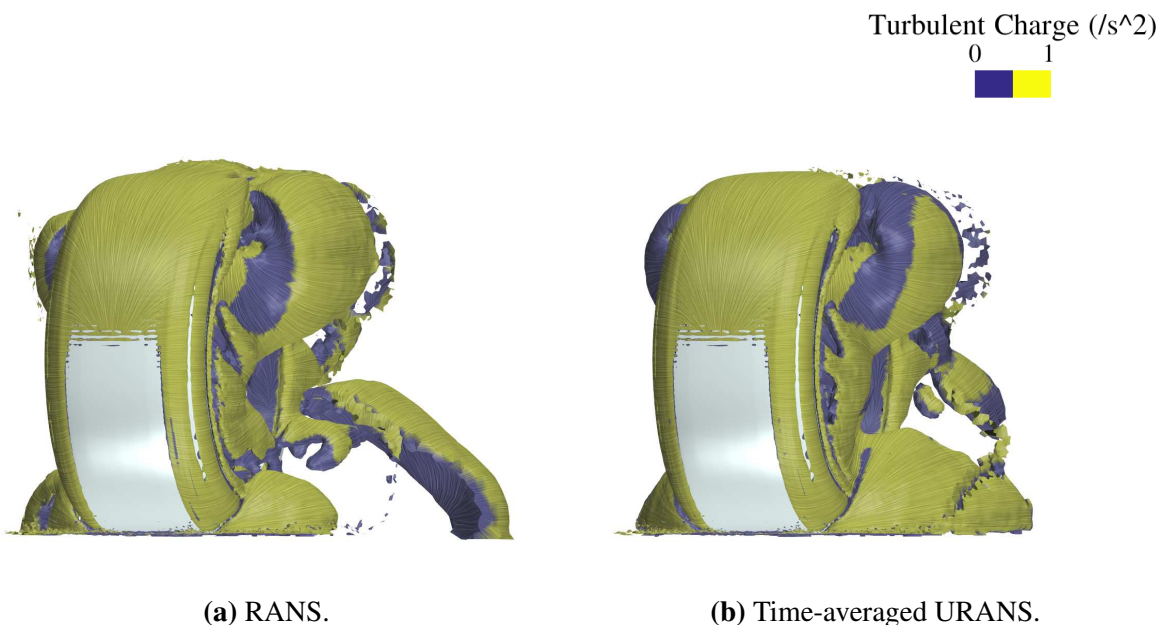 Turbulent Charge (/s^2)
0 1
(a) RANS.
(b) Time-averaged URANS.